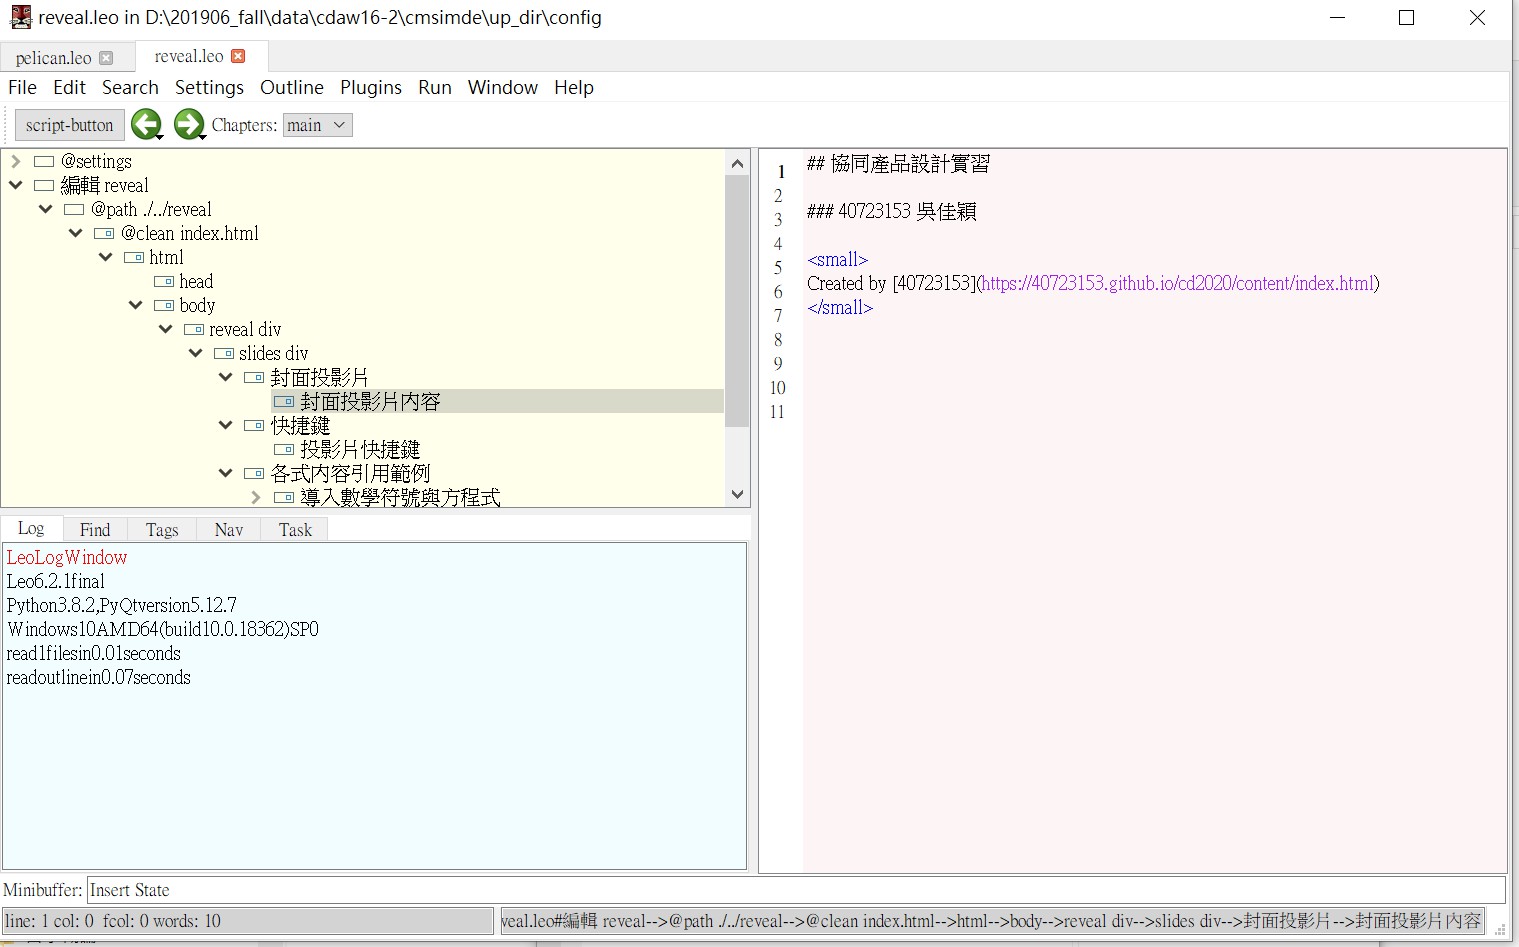 reveal.leo in D:\201906_fall\data\cdaw16-2\cmsimde\up_dir\config
pelican.leo
reveal.leo
File Edit Search Settings Outline Plugins Run Window Help
script-button
Chapters: main
@settings
編輯 reveal
@path ./../reveal
@clean index.html
html
head
body
reveal div
slides div
封面投影片
封面投影片內容
快捷鍵
投影片快捷鍵
各式內容引用範例
導入數學符號與方程式
Log Find Tags Nav Task
LeoLogWindow
Leo6.2.1final
Python3.8.2,PyQtversion5.12.7
Windows10AMD64(build10.0.18362)SP0
read1filesin0.01seconds
readoutlinein0.07seconds
1 ## 協同產品設計實習
2
3 ### 40723153 吳佳穎
4
5 <small>
6 Created by [40723153](https://40723153.github.io/cd2020/content/index.html)
7 </small>
8
9
10
11
Minibuffer: Insert State
line: 1 col: 0 fcol: 0 words: 10
veal.leo#編輯 reveal-->@path ./../reveal-->@clean index.html-->html-->body-->reveal div-->slides div-->封面投影片-->封面投影片內容